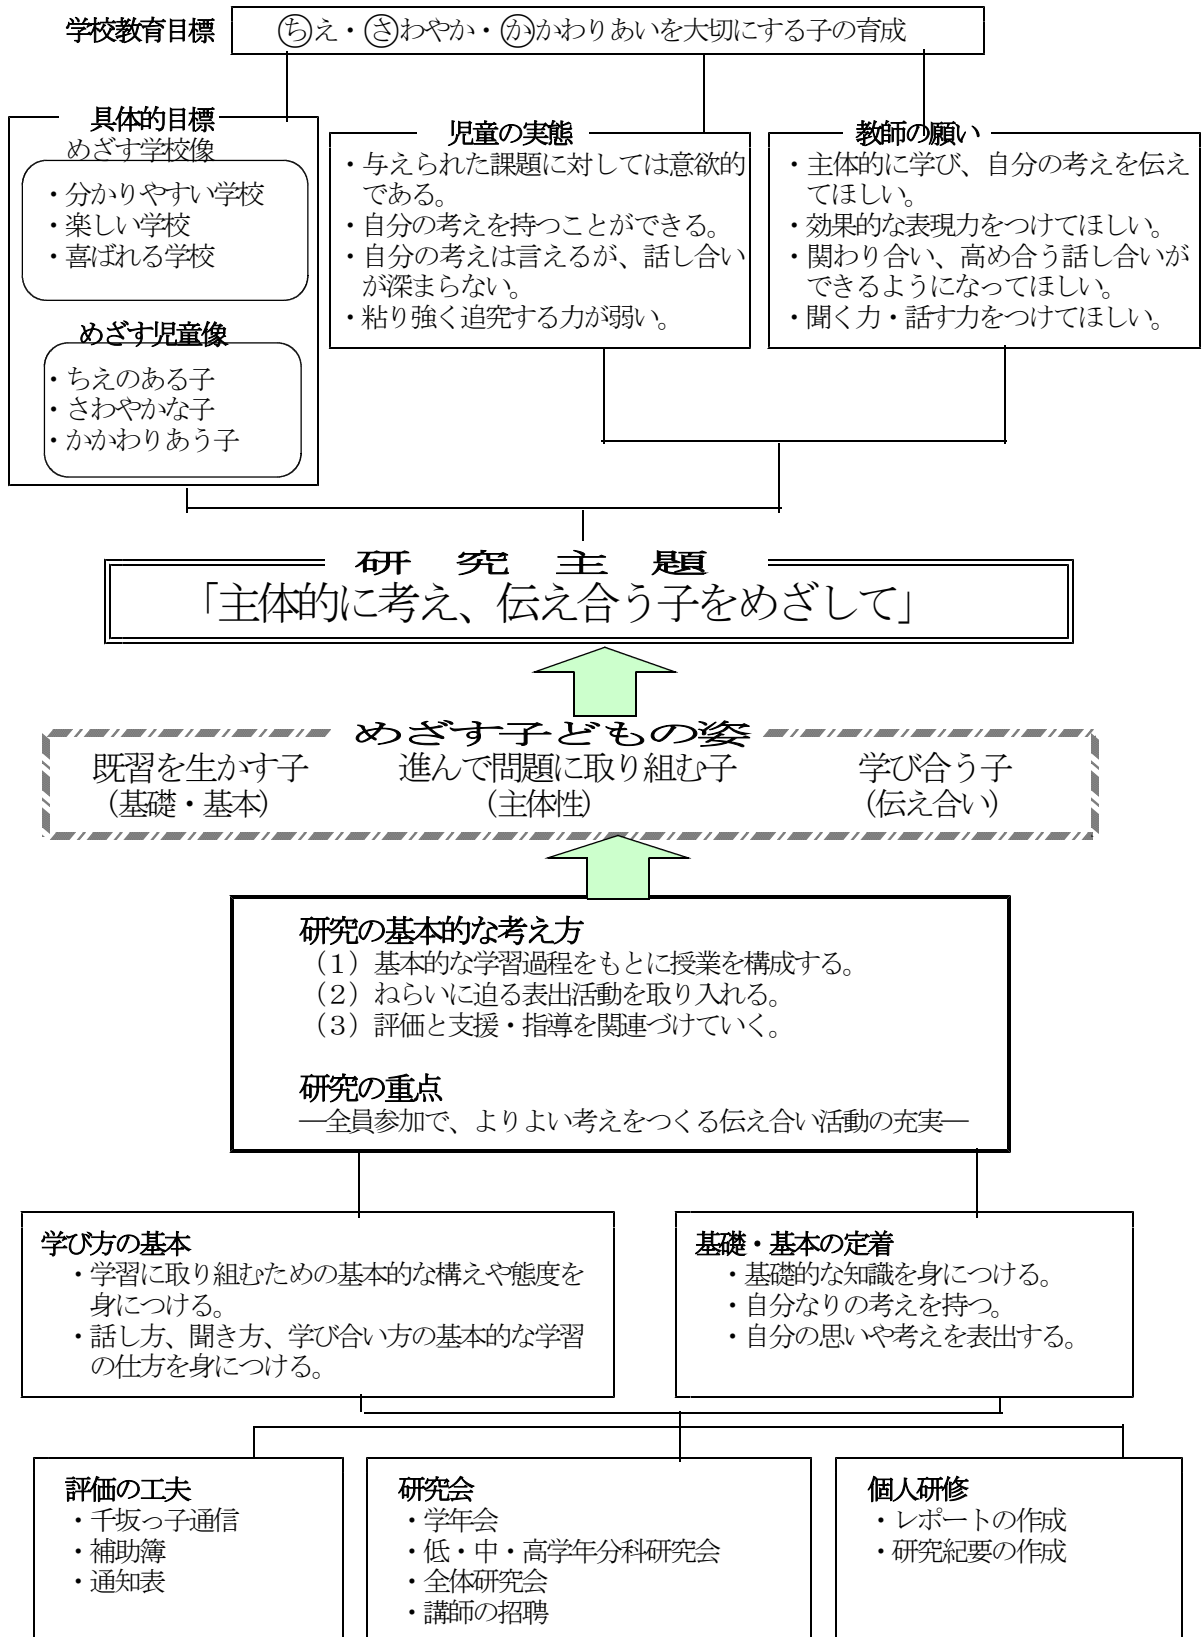 学校教育目標
ちえ・さわやか・かかわりあいを大切にする子の育成
具体的目標
めざす学校像
・分かりやすい学校
・楽しい学校
・喜ばれる学校
めざす児童像
・ちえのある子
・さわやかな子
・かかわりあう子
児童の実態
・与えられた課題に対しては意欲的
である。
・自分の考えを持つことができる。
・自分の考えは言えるが、話し合い
が深まらない。
・粘り強く追究する力が弱い。
教師の願い
・主体的に学び、自分の考えを伝え
てほしい。
・効果的な表現力をつけてほしい。
・関わり合い、高め合う話し合いが
できるようになってほしい。
・聞く力・話す力をつけてほしい。
研究主題
「主体的に考え、伝え合う子をめざして」
めざす子どもの姿
既習を生かす子 進んで問題に取り組む子 学び合う子
（基礎・基本） （主体性） （伝え合い）
研究の基本的な考え方
（１）基本的な学習過程をもとに授業を構成する。
（２）ねらいに迫る表出活動を取り入れる。
（３）評価と支援・指導を関連づけていく。
研究の重点
―全員参加で、よりよい考えをつくる伝え合い活動の充実―
学び方の基本
・学習に取り組むための基本的な構えや態度を
身につける。
・話し方、聞き方、学び合い方の基本的な学習
の仕方を身につける。
基礎・基本の定着
・基礎的な知識を身につける。
・自分なりの考えを持つ。
・自分の思いや考えを表出する。
評価の工夫
・千坂っ子通信
・補助簿
・通知表
研究会
・学年会
・低・中・高学年分科研究会
・全体研究会
・講師の招聘
個人研修
・レポートの作成
・研究紀要の作成